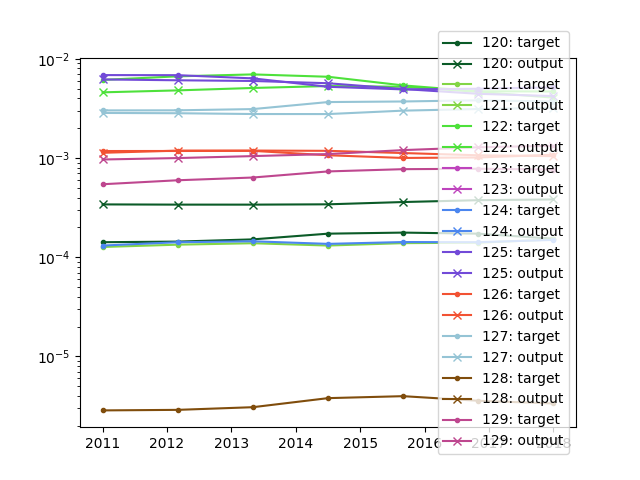 10⁻²
10⁻³
10⁻⁴
10⁻⁵
2011 2012 2013 2014 2015 2016 2017 2018
120: target
120: output
121: target
121: output
122: target
122: output
123: target
123: output
124: target
124: output
125: target
125: output
126: target
126: output
127: target
127: output
128: target
128: output
129: target
129: output